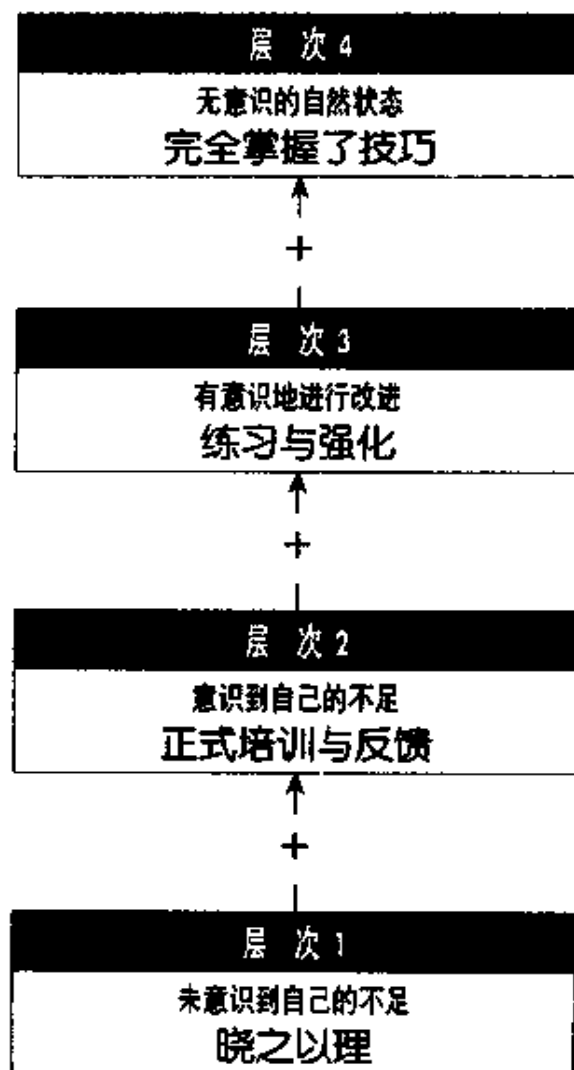 层 次 4
无意识的自然状态
完全掌握了技巧
+
层 次 3
有意识地进行改进
练习与强化
+
层 次 2
意识到自己的不足
正式培训与反馈
+
层 次 1
未意识到自己的不足
晓之以理